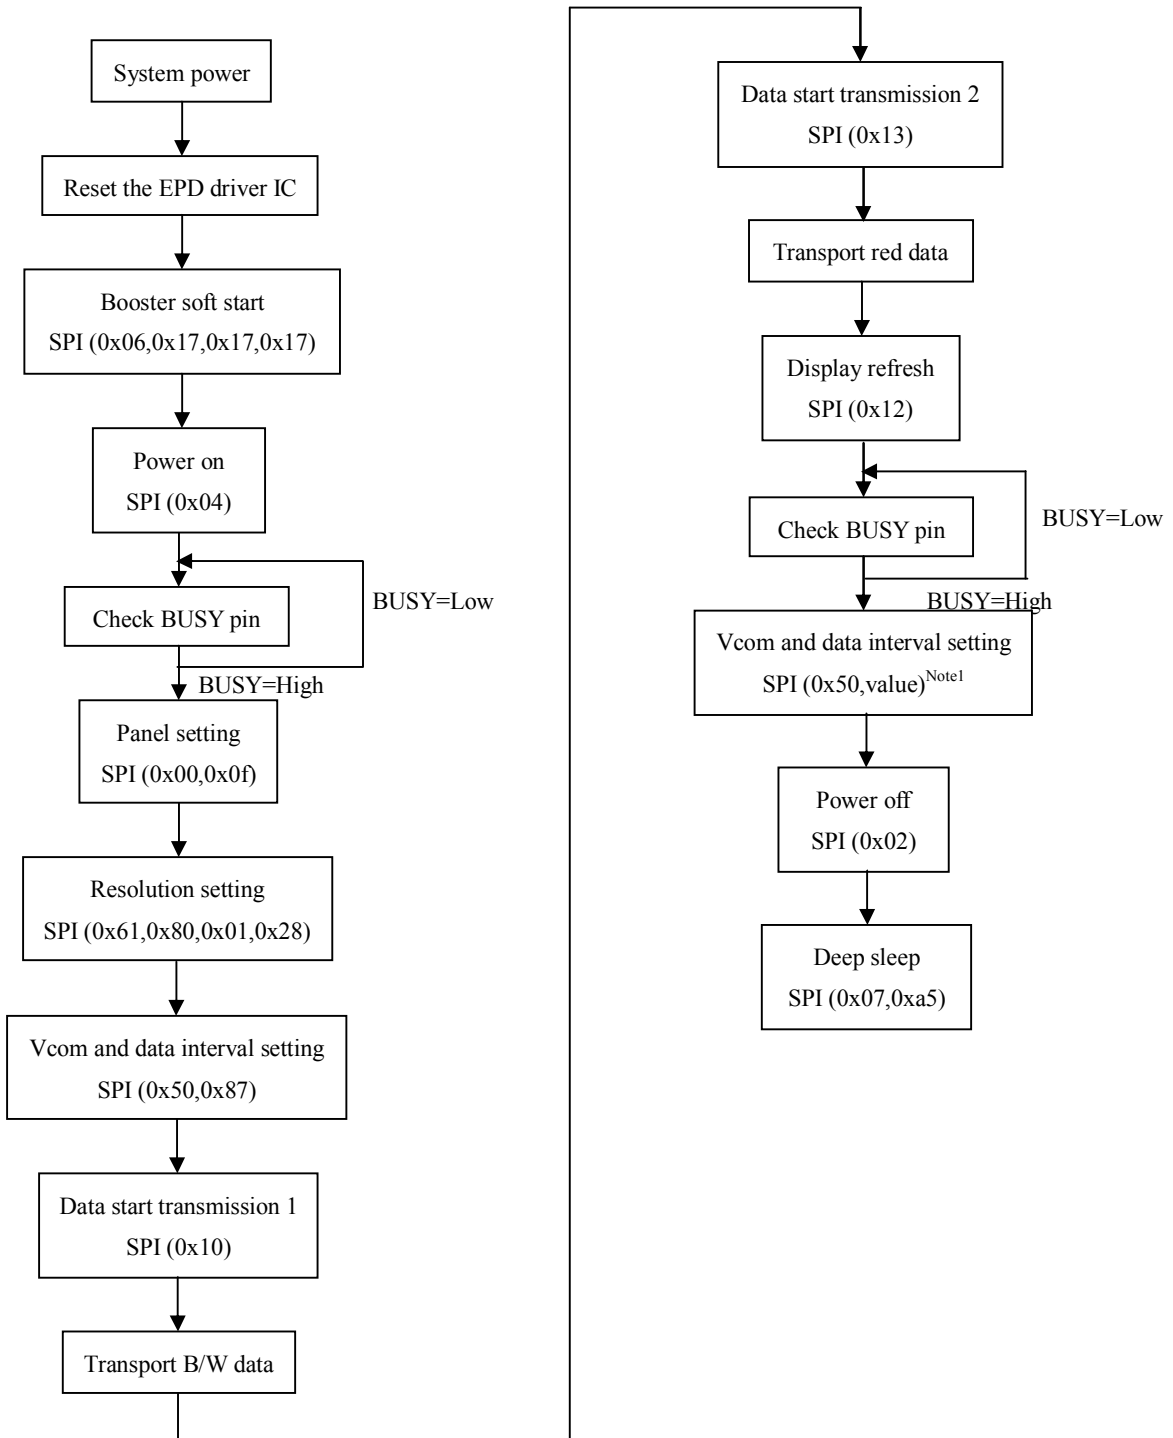 System power
Reset the EPD driver IC
Booster soft start
SPI (0x06,0x17,0x17,0x17)
Power on
SPI (0x04)
Check BUSY pin
BUSY=Low
BUSY=High
Panel setting
SPI (0x00,0x0f)
Resolution setting
SPI (0x61,0x80,0x01,0x28)
Vcom and data interval setting
SPI (0x50,0x87)
Data start transmission 1
SPI (0x10)
Transport B/W data
Data start transmission 2
SPI (0x13)
Transport red data
Display refresh
SPI (0x12)
Check BUSY pin
BUSY=Low
BUSY=High
Vcom and data interval setting
SPI (0x50,value)Note1
Power off
SPI (0x02)
Deep sleep
SPI (0x07,0xa5)